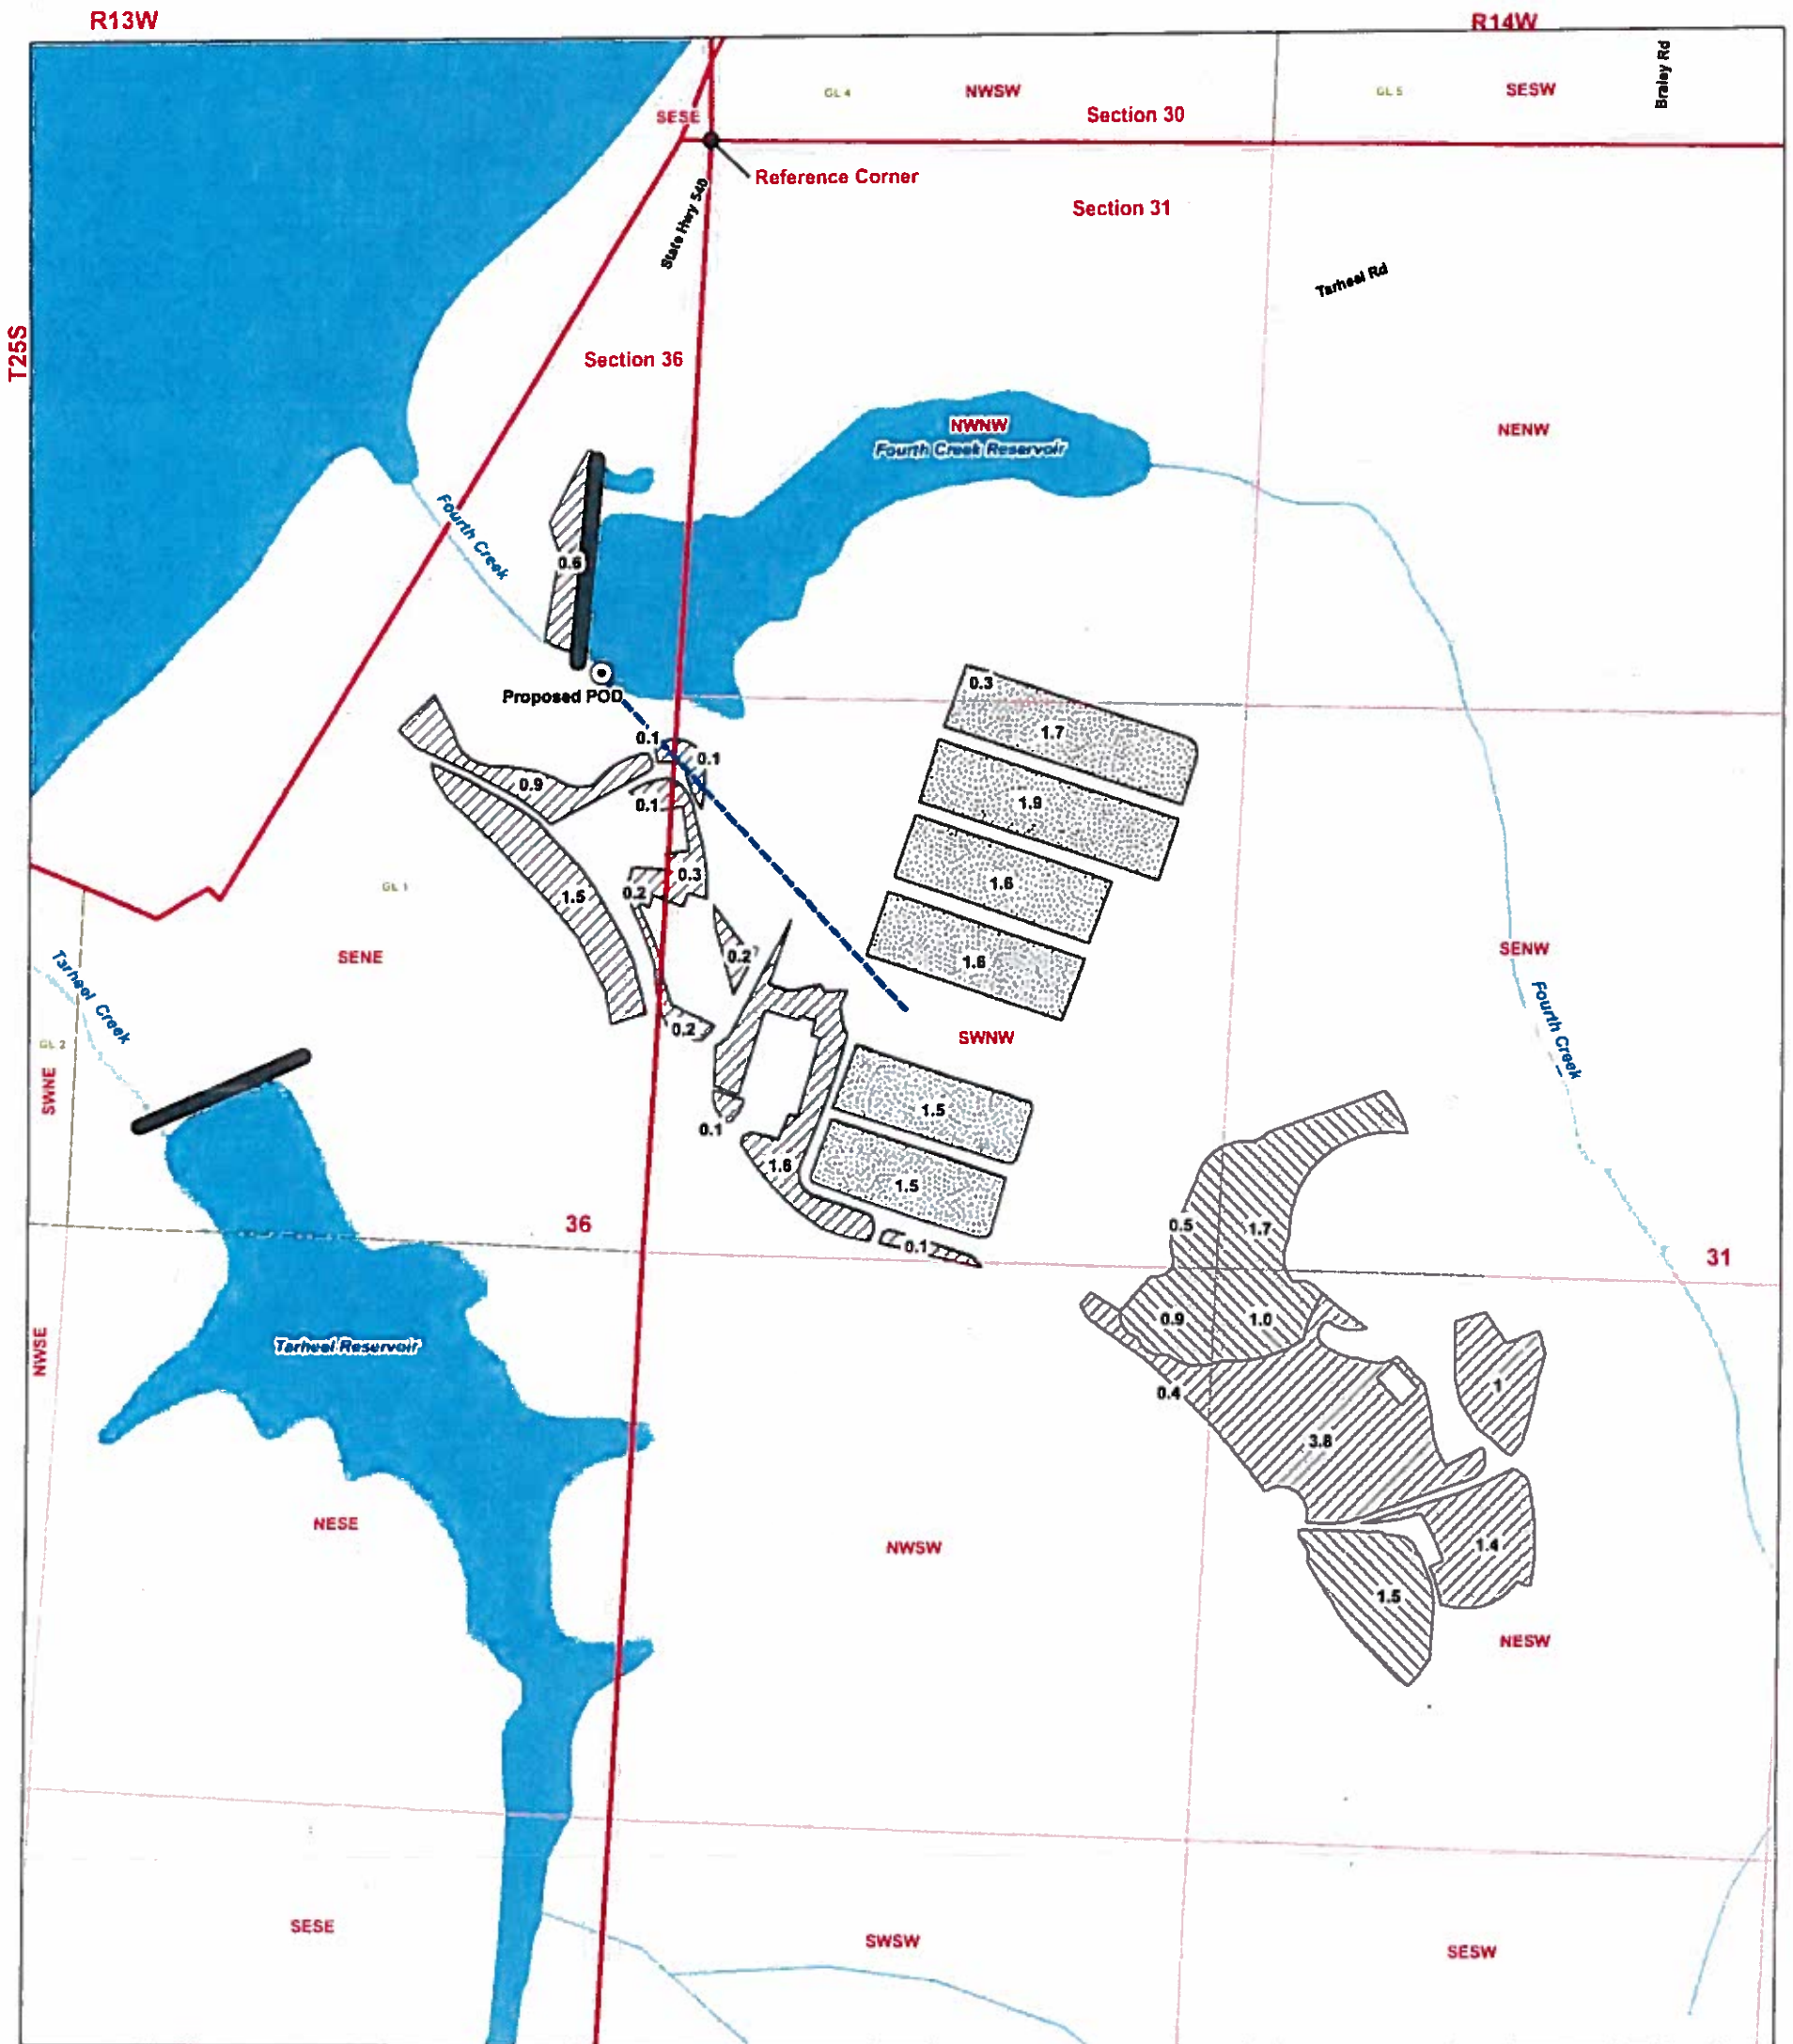 R13W
R14W
GL 4
NWSW
GL 5
SESW
Braley Rd
SESE
Section 30
Reference Corner
State Hwy 540
Section 31
Tarheel Rd
T25S
Section 36
NWNW
Fourth Creek Reservoir
NENW
Fourth Creek
0.6
Proposed POD
0.3
1.7
0.1
0.1
0.9
0.1
1.9
0.3
0.2
1.5
1.6
GL 1
SENE
0.2
1.6
SENW
Tarheel Creek
Fourth Creek
0.2
SWNW
GL 2
SWNE
1.5
0.1
1.6
1.5
36
0.5
1.7
0.1
31
0.9
1.0
NWSE
Tarheel Reservoir
0.4
1
3.8
NESE
NWSW
1.4
1.5
NESW
SESE
SWSW
SESW